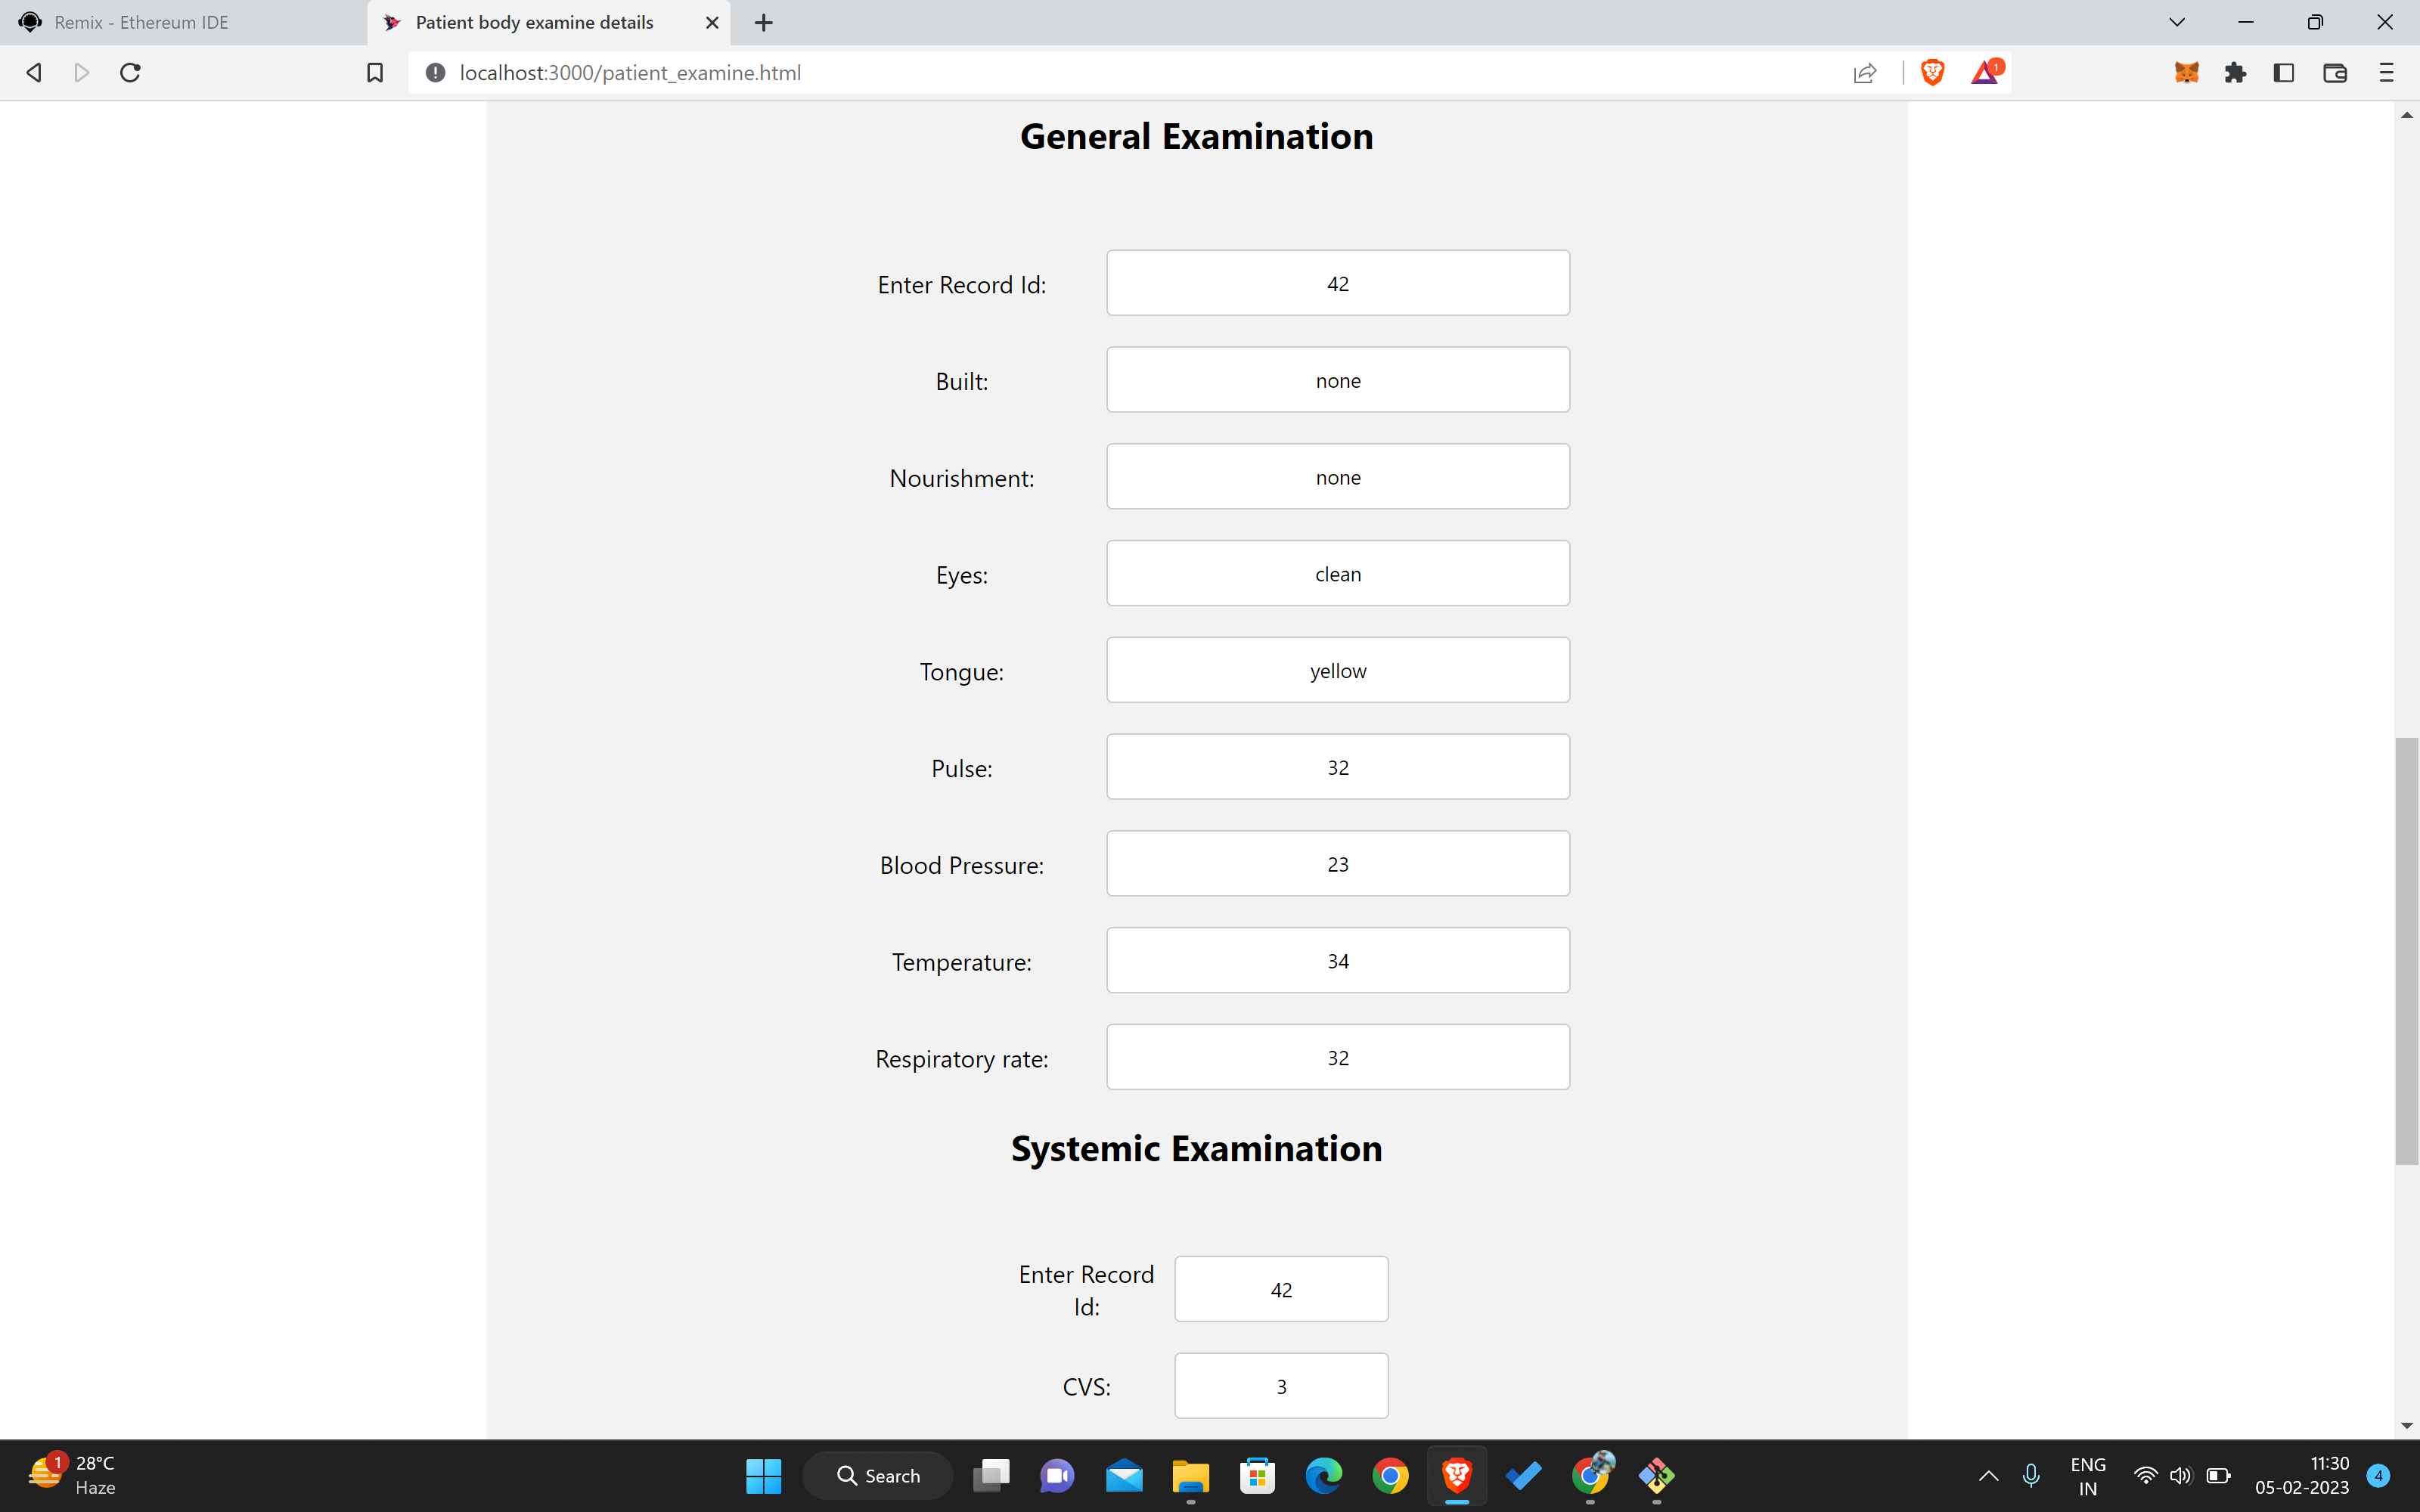 Remix - Ethereum IDE
Patient body examine details
localhost:3000/patient_examine.html
1
General Examination
Enter Record Id: 42
Built: none
Nourishment: none
Eyes: clean
Tongue: yellow
Pulse: 32
Blood Pressure: 23
Temperature: 34
Respiratory rate: 32
Systemic Examination
Enter Record
Id:
42
CVS: 3
1
28°C
Haze
Search
ENG
IN
11:30
05-02-2023
4